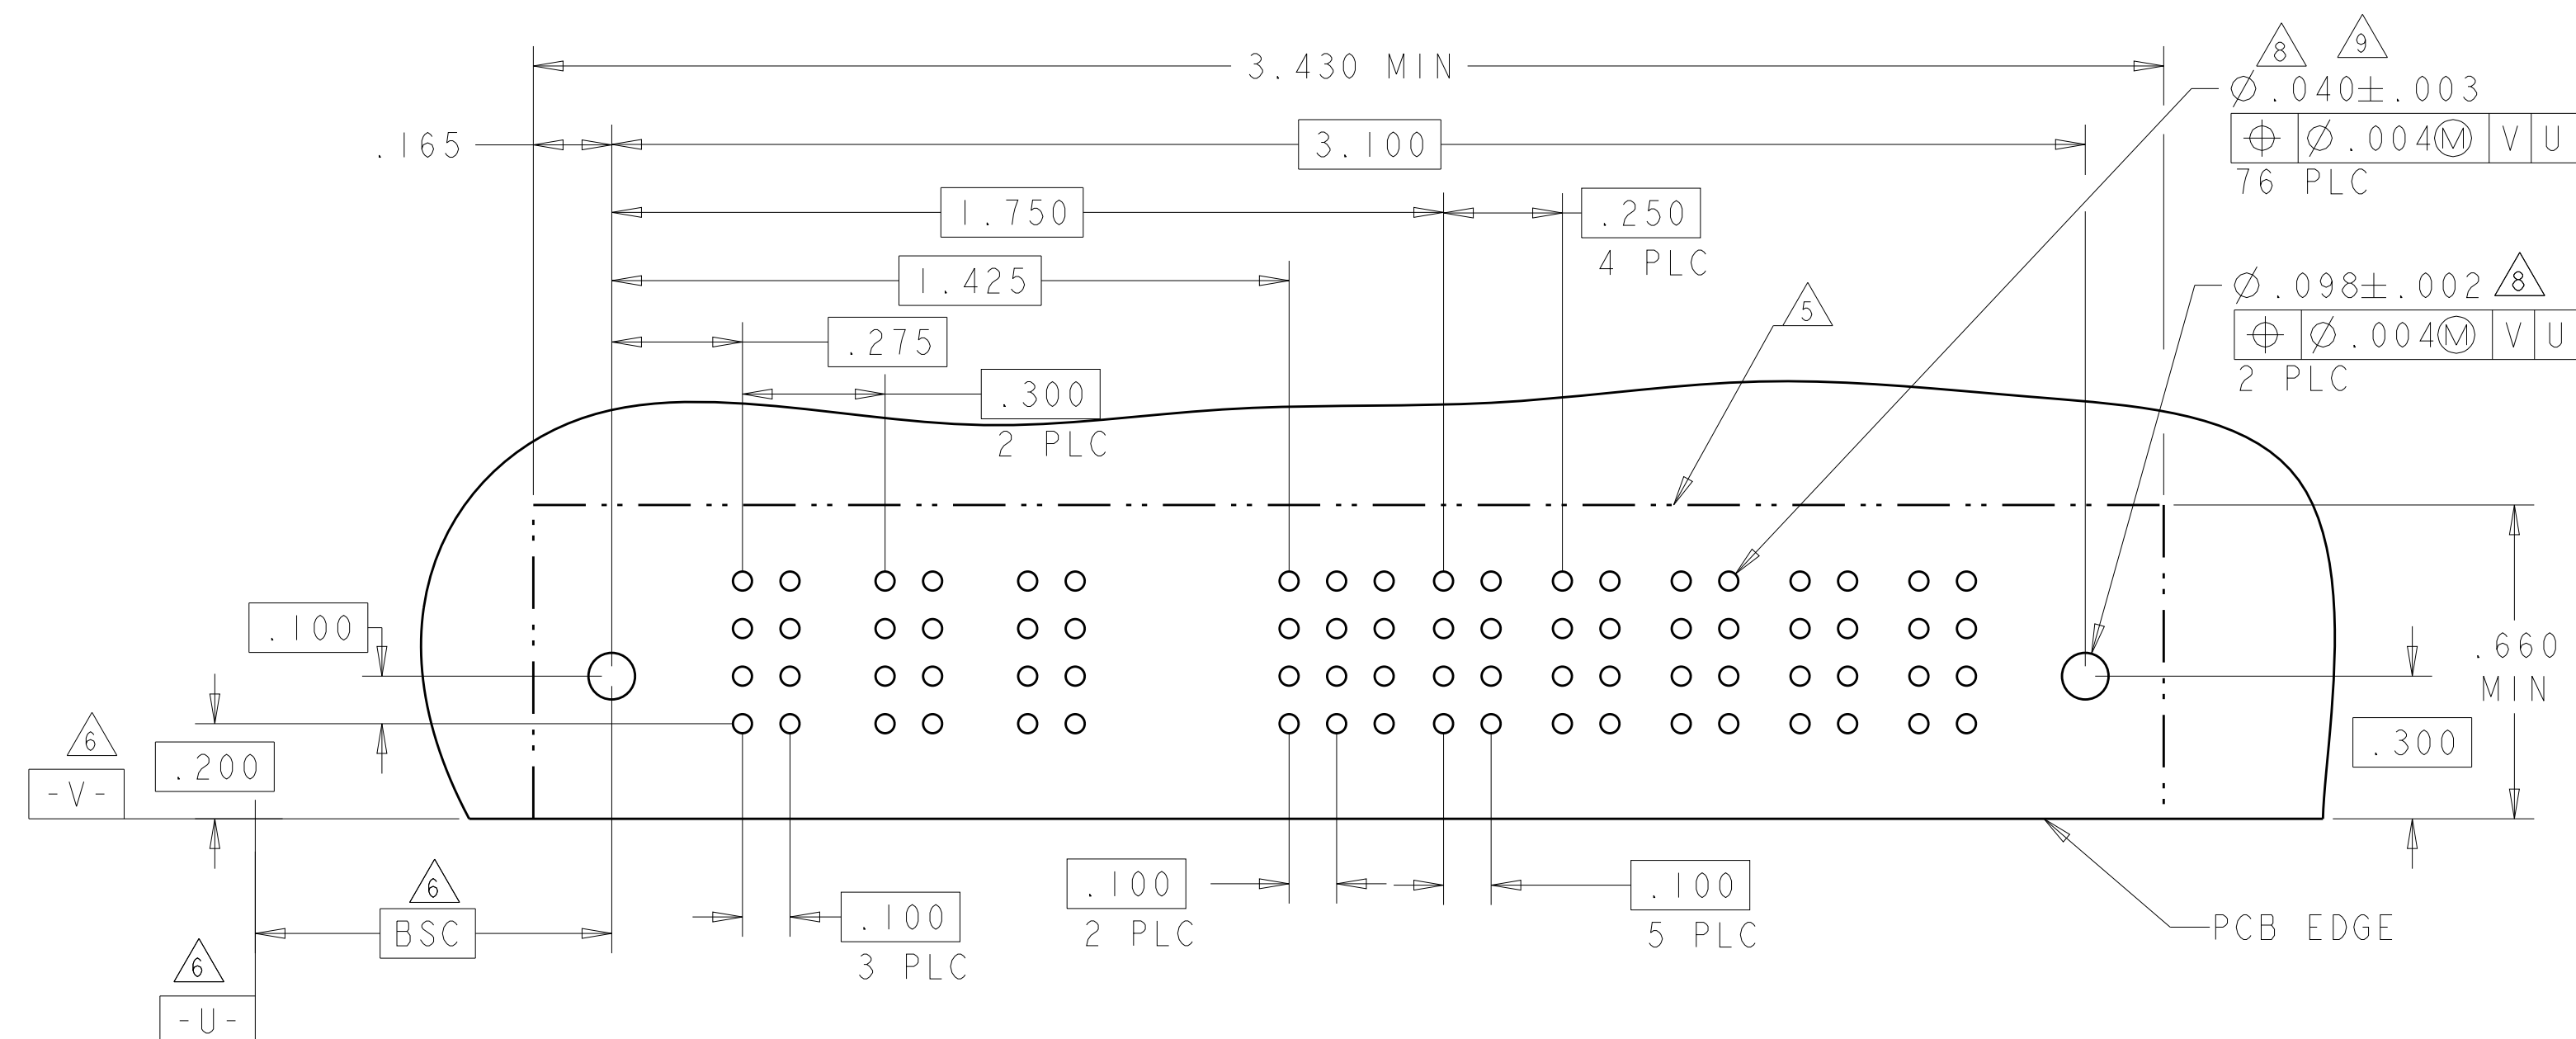 3.430 MIN
8
9
Ø.040±.003
⌖ Ø.004Ⓜ V U
76 PLC
.165
3.100
1.750
.250
4 PLC
1.425
5
Ø.098±.002
8
⌖ Ø.004Ⓜ V U
2 PLC
.275
.300
2 PLC
.100
.660
MIN
6
-V-
.200
.300
.100
2 PLC
.100
5 PLC
6
BSC
.100
3 PLC
PCB EDGE
6
-U-